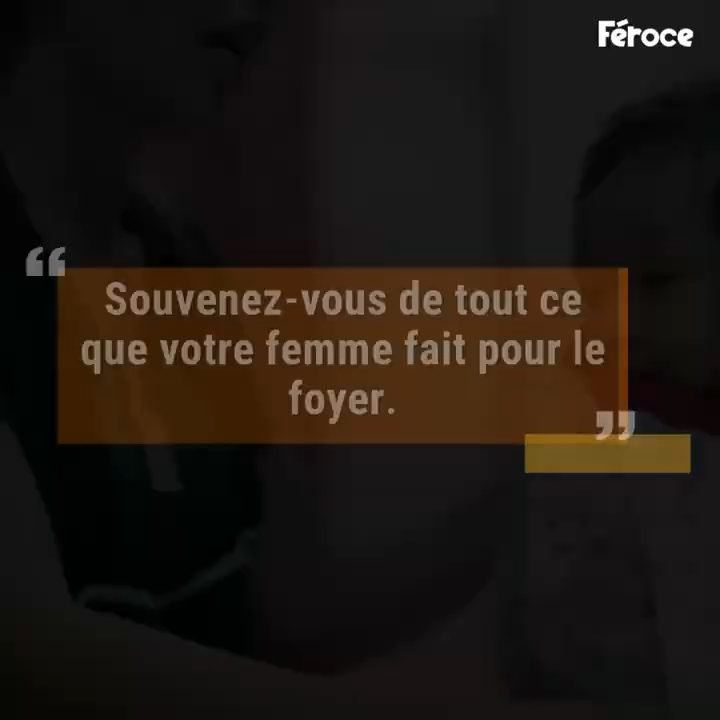 Féroce
“
Souvenez-vous de tout ce
que votre femme fait pour le
foyer.
”